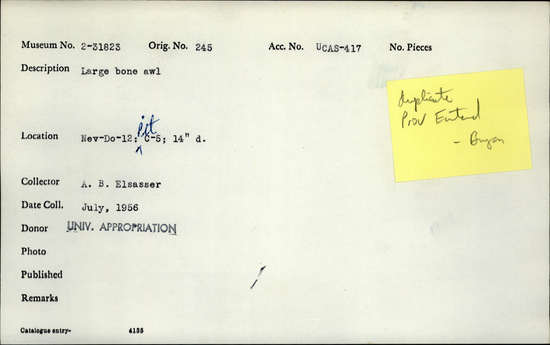 Museum No. 2-31823 Orig. No. 245 Acc. No. UCAS-417 No. Pieces
Description Large bone awl
duplicate
Prov Entered
- Bryan
pit
Location Nev-Do-12; C-5; 14" d.
Collector A. B. Elsasser
Date Coll. July, 1956
Donor UNIV. APPROPRIATION
Photo
Published
Remarks
Catalogue entry- 4135